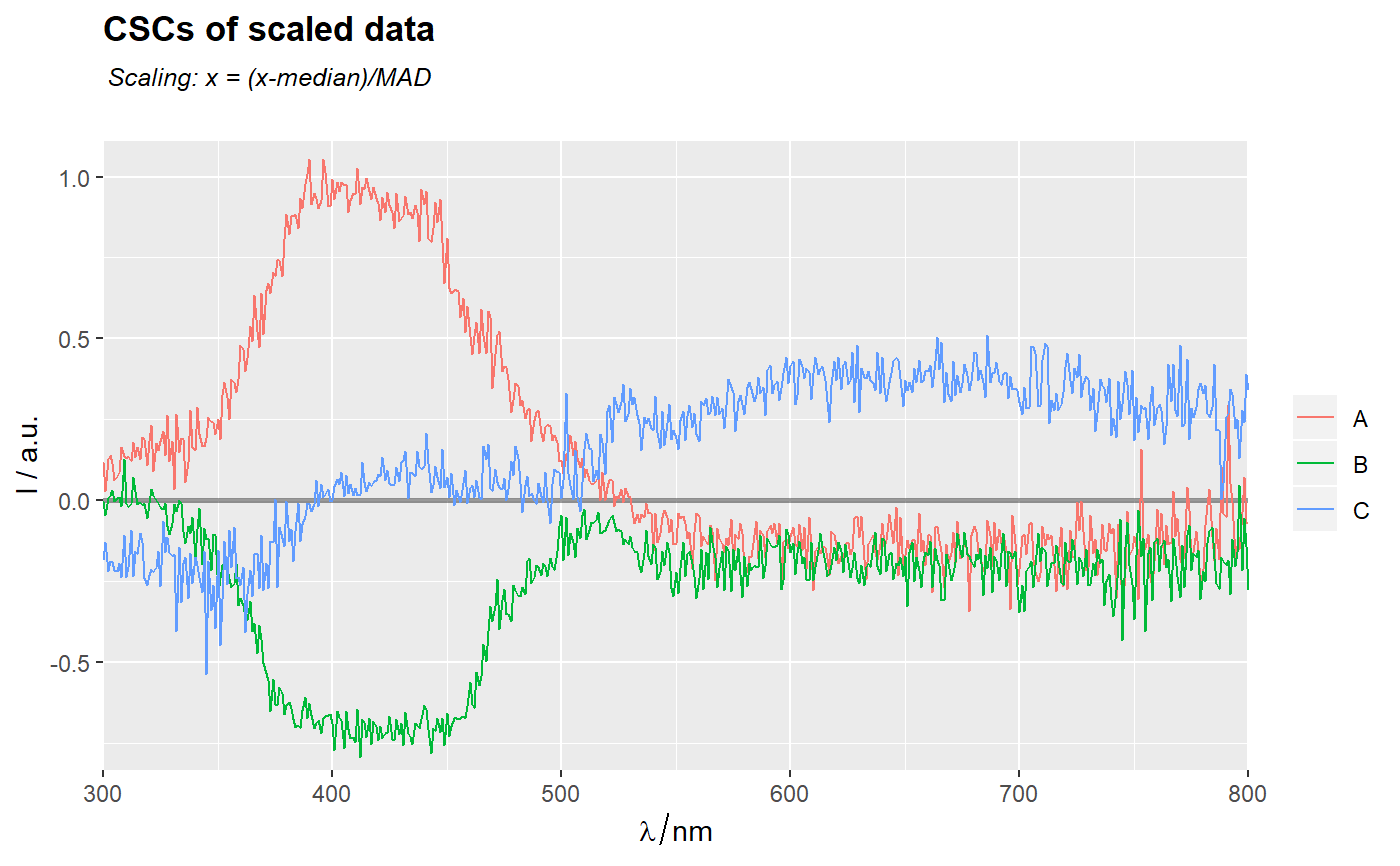 CSCs of scaled data
Scaling: x = (x-median)/MAD
I / a.u.
1.0
0.5
0.0
-0.5
300 400 500 600 700 800
λ/nm
A
B
C